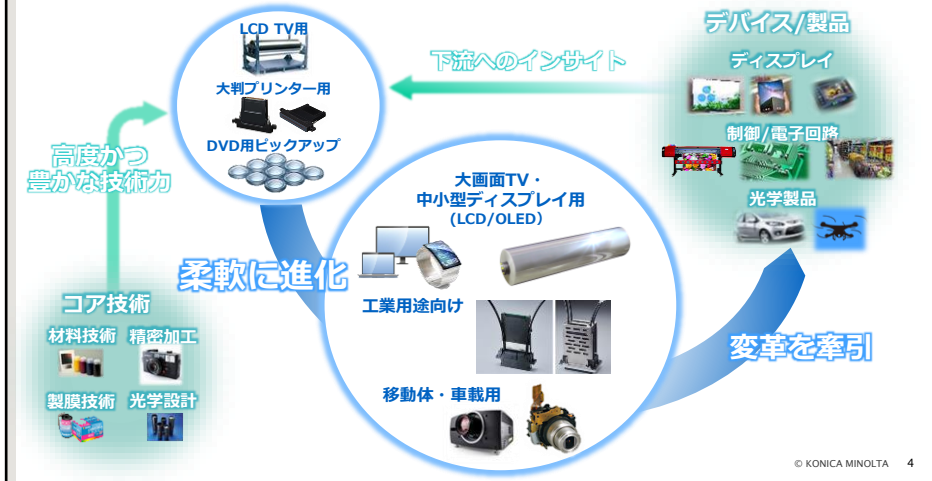 LCD TV用
大判プリンター用
DVD用ピックアップ
下流へのインサイト
デバイス/製品
ディスプレイ
制御/電子回路
光学製品
高度かつ
豊かな技術力
大画面TV・
中小型ディスプレイ用
(LCD/OLED）
柔軟に進化
工業用途向け
コア技術
材料技術 精密加工
製膜技術 光学設計
変革を牽引
移動体・車載用
© KONICA MINOLTA 4